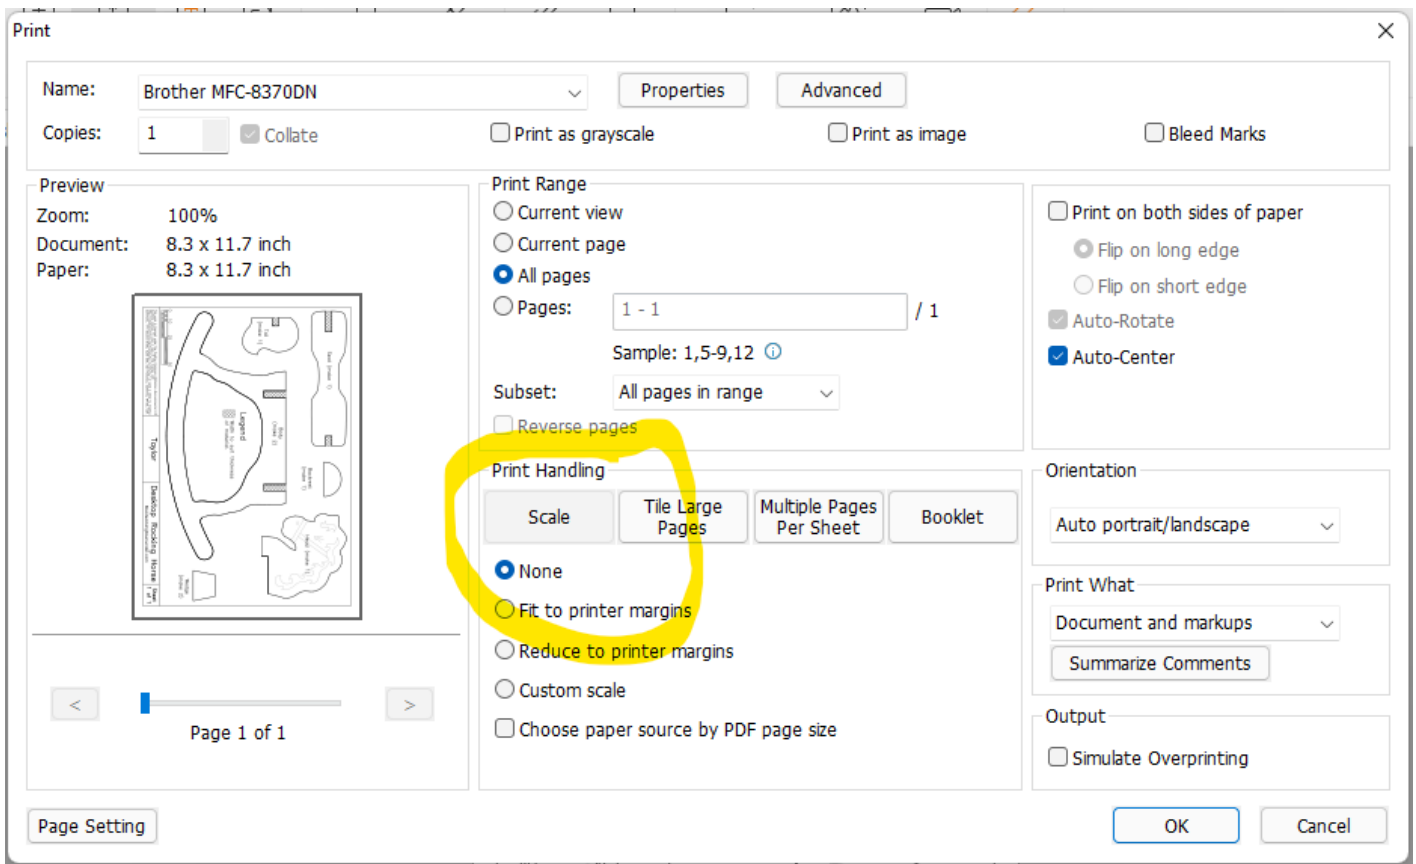 Print
Name:
Brother MFC-8370DN
Properties
Advanced
Copies:
1
Collate
Print as grayscale
Print as image
Bleed Marks
Preview
Zoom: 100%
Document: 8.3 x 11.7 inch
Paper: 8.3 x 11.7 inch
Taylor
Desktop Rocking Horse
Legend
Page 1 of 1
<
>
Print Range
Current view
Current page
All pages
Pages:
1 - 1
/ 1
Sample: 1,5-9,12
Subset:
All pages in range
Reverse pages
Print Handling
Scale
Tile Large
Pages
Multiple Pages
Per Sheet
Booklet
None
Fit to printer margins
Reduce to printer margins
Custom scale
Choose paper source by PDF page size
Print on both sides of paper
Flip on long edge
Flip on short edge
Auto-Rotate
Auto-Center
Orientation
Auto portrait/landscape
Print What
Document and markups
Summarize Comments
Output
Simulate Overprinting
Page Setting
OK
Cancel